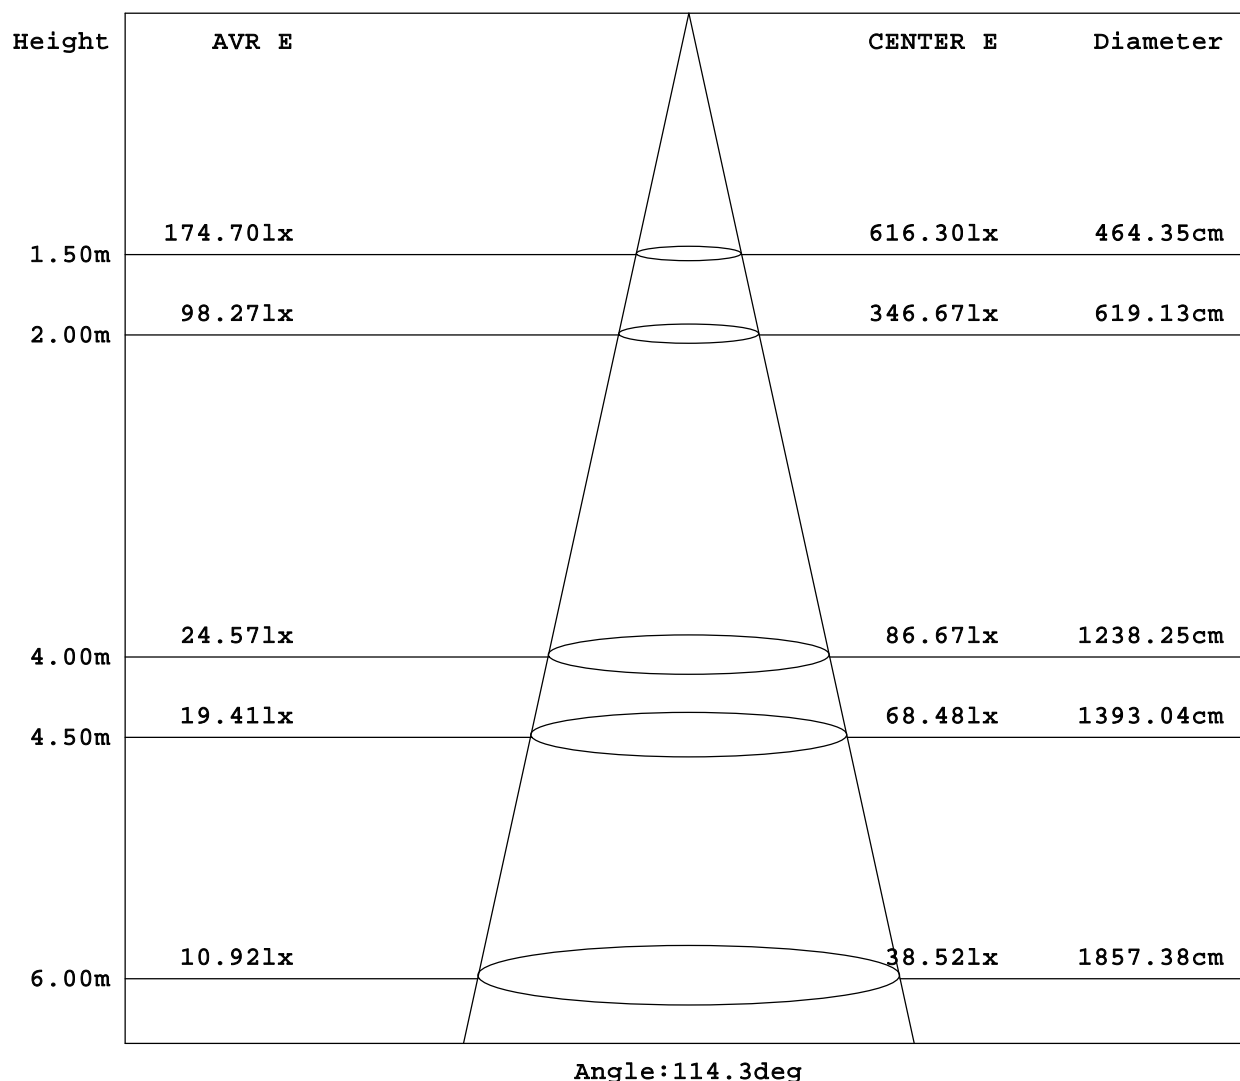 Height AVR E CENTER E Diameter
174.70lx 616.30lx 464.35cm
1.50m
98.27lx 346.67lx 619.13cm
2.00m
24.57lx 86.67lx 1238.25cm
4.00m
19.41lx 68.48lx 1393.04cm
4.50m
10.92lx 38.52lx 1857.38cm
6.00m
Angle:114.3deg